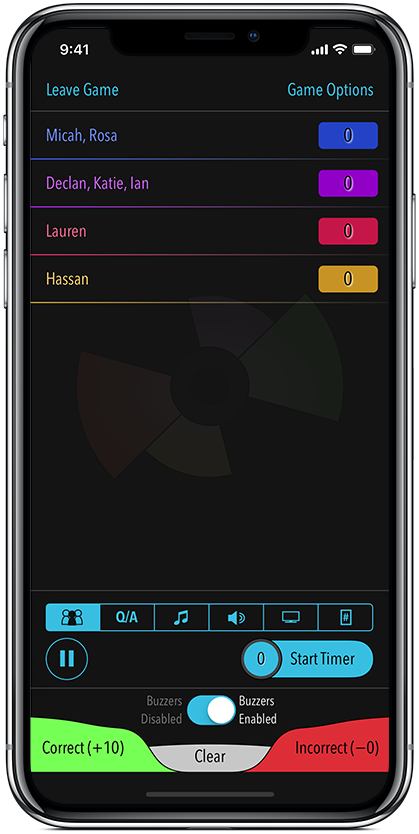 9:41
Leave Game Game Options
Micah, Rosa 0
Declan, Katie, Ian 0
Lauren 0
Hassan 0
Q/A #
0 Start Timer
Buzzers Disabled Buzzers Enabled
Correct (+10) Clear Incorrect (−0)